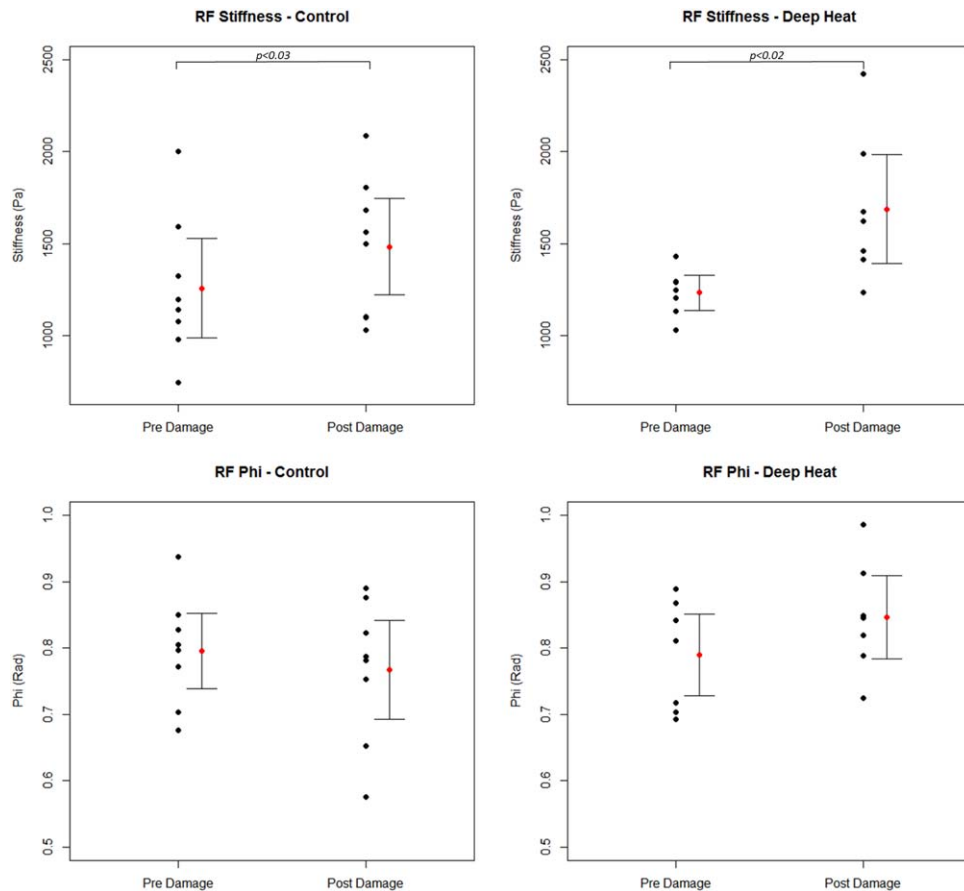 RF Stiffness - Control
p<0.03
Stiffness (Pa)
2500
2000
1500
1000
Pre Damage
Post Damage
RF Stiffness - Deep Heat
p<0.02
Stiffness (Pa)
2500
2000
1500
1000
Pre Damage
Post Damage
RF Phi - Control
Phi (Rad)
1.0
0.9
0.8
0.7
0.6
0.5
Pre Damage
Post Damage
RF Phi - Deep Heat
Phi (Rad)
1.0
0.9
0.8
0.7
0.6
0.5
Pre Damage
Post Damage